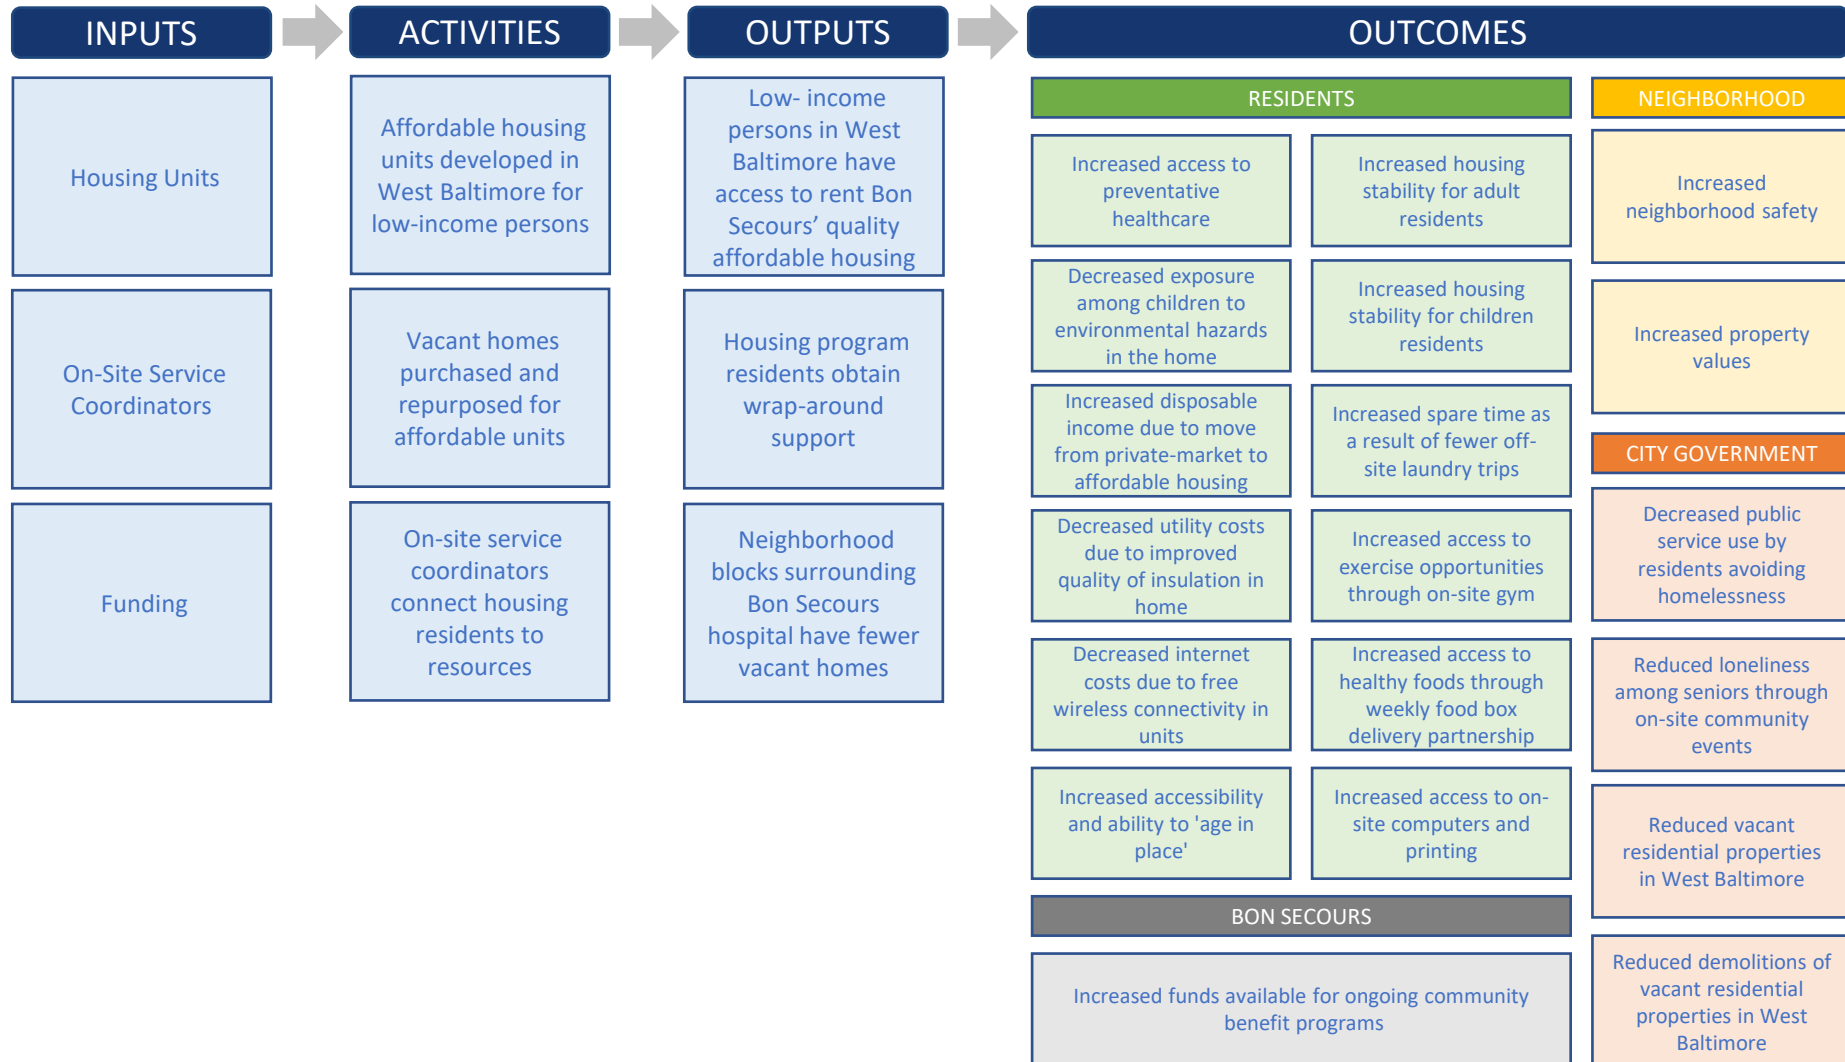 INPUTS
ACTIVITIES
OUTPUTS
OUTCOMES
Housing Units
On-Site Service
Coordinators
Funding
Affordable housing
units developed in
West Baltimore for
low-income persons
Vacant homes
purchased and
repurposed for
affordable units
On-site service
coordinators
connect housing
residents to
resources
Low- income
persons in West
Baltimore have
access to rent Bon
Secours’ quality
affordable housing
Housing program
residents obtain
wrap-around
support
Neighborhood
blocks surrounding
Bon Secours
hospital have fewer
vacant homes
RESIDENTS
Increased access to
preventative
healthcare
Increased housing
stability for adult
residents
Decreased exposure
among children to
environmental hazards
in the home
Increased housing
stability for children
residents
Increased disposable
income due to move
from private-market to
affordable housing
Increased spare time as
a result of fewer off-
site laundry trips
Decreased utility costs
due to improved
quality of insulation in
home
Increased access to
exercise opportunities
through on-site gym
Decreased internet
costs due to free
wireless connectivity in
units
Increased access to
healthy foods through
weekly food box
delivery partnership
Increased accessibility
and ability to 'age in
place'
Increased access to on-
site computers and
printing
BON SECOURS
Increased funds available for ongoing community
benefit programs
NEIGHBORHOOD
Increased
neighborhood safety
Increased property
values
CITY GOVERNMENT
Decreased public
service use by
residents avoiding
homelessness
Reduced loneliness
among seniors through
on-site community
events
Reduced vacant
residential properties
in West Baltimore
Reduced demolitions of
vacant residential
properties in West
Baltimore